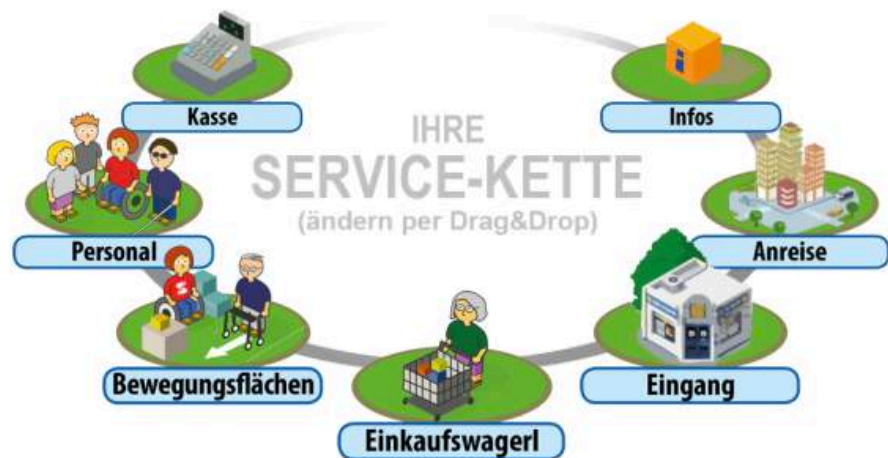 Kasse
Infos
IHRE
SERVICE-KETTE
(ändern per Drag&Drop)
Personal
Anreise
Bewegungsflächen
Eingang
Einkaufswagerl